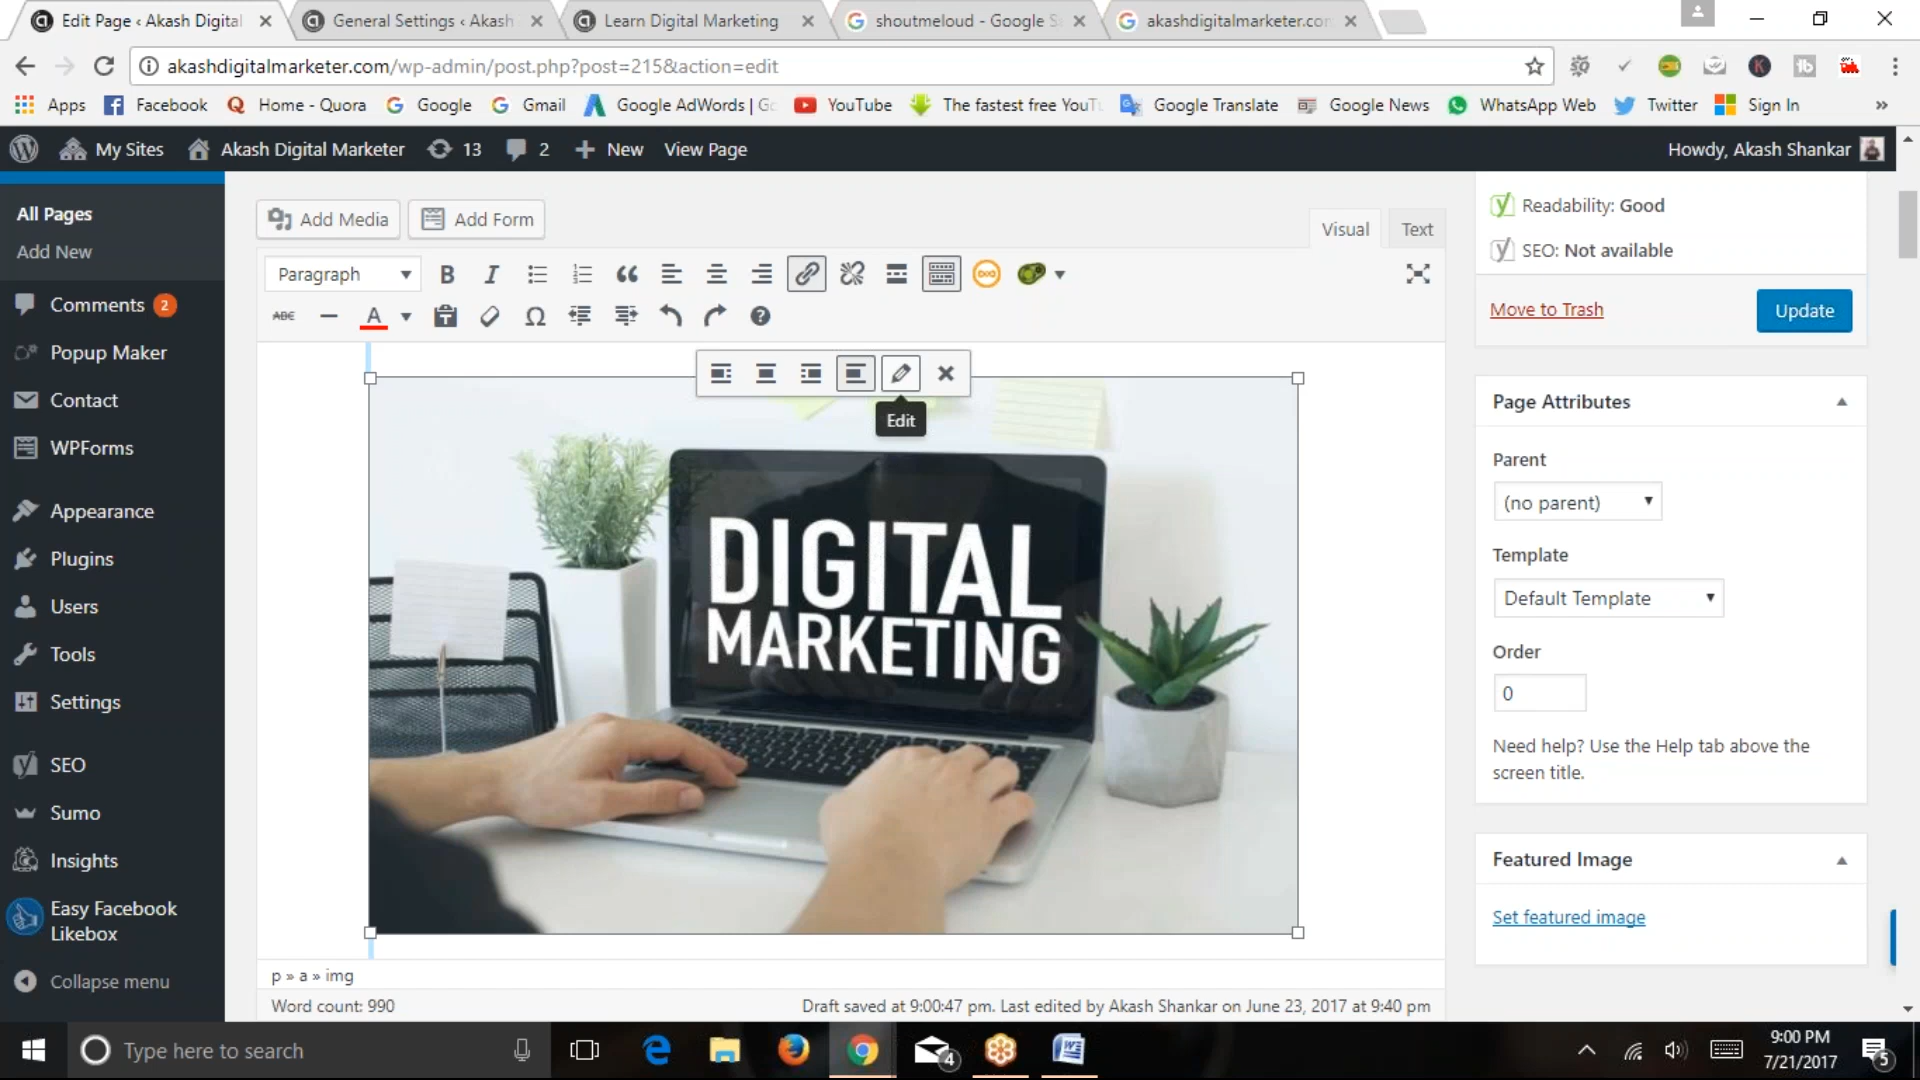 Edit Page ‹ Akash Digital
General Settings ‹ Akash
Learn Digital Marketing
shoutmeloud - Google S
akashdigitalmarketer.com
akashdigitalmarketer.com/wp-admin/post.php?post=215&action=edit
Apps
Facebook
Home - Quora
Google
Gmail
Google AdWords | Go
YouTube
The fastest free YouT
Google Translate
Google News
WhatsApp Web
Twitter
Sign In
»
My Sites
Akash Digital Marketer
13
2
New
View Page
Howdy, Akash Shankar
All Pages
Add New
Comments 2
Popup Maker
Contact
WPForms
Appearance
Plugins
Users
Tools
Settings
SEO
Sumo
Insights
Easy Facebook
Likebox
Collapse menu
Add Media
Add Form
Visual
Text
Paragraph
B
I
ABC
A
Ω
Edit
DIGITAL
MARKETING
p » a » img
Word count: 990
Draft saved at 9:00:47 pm. Last edited by Akash Shankar on June 23, 2017 at 9:40 pm
Readability: Good
SEO: Not available
Move to Trash
Update
Page Attributes
Parent
(no parent)
Template
Default Template
Order
0
Need help? Use the Help tab above the
screen title.
Featured Image
Set featured image
Type here to search
4
9:00 PM
7/21/2017
5